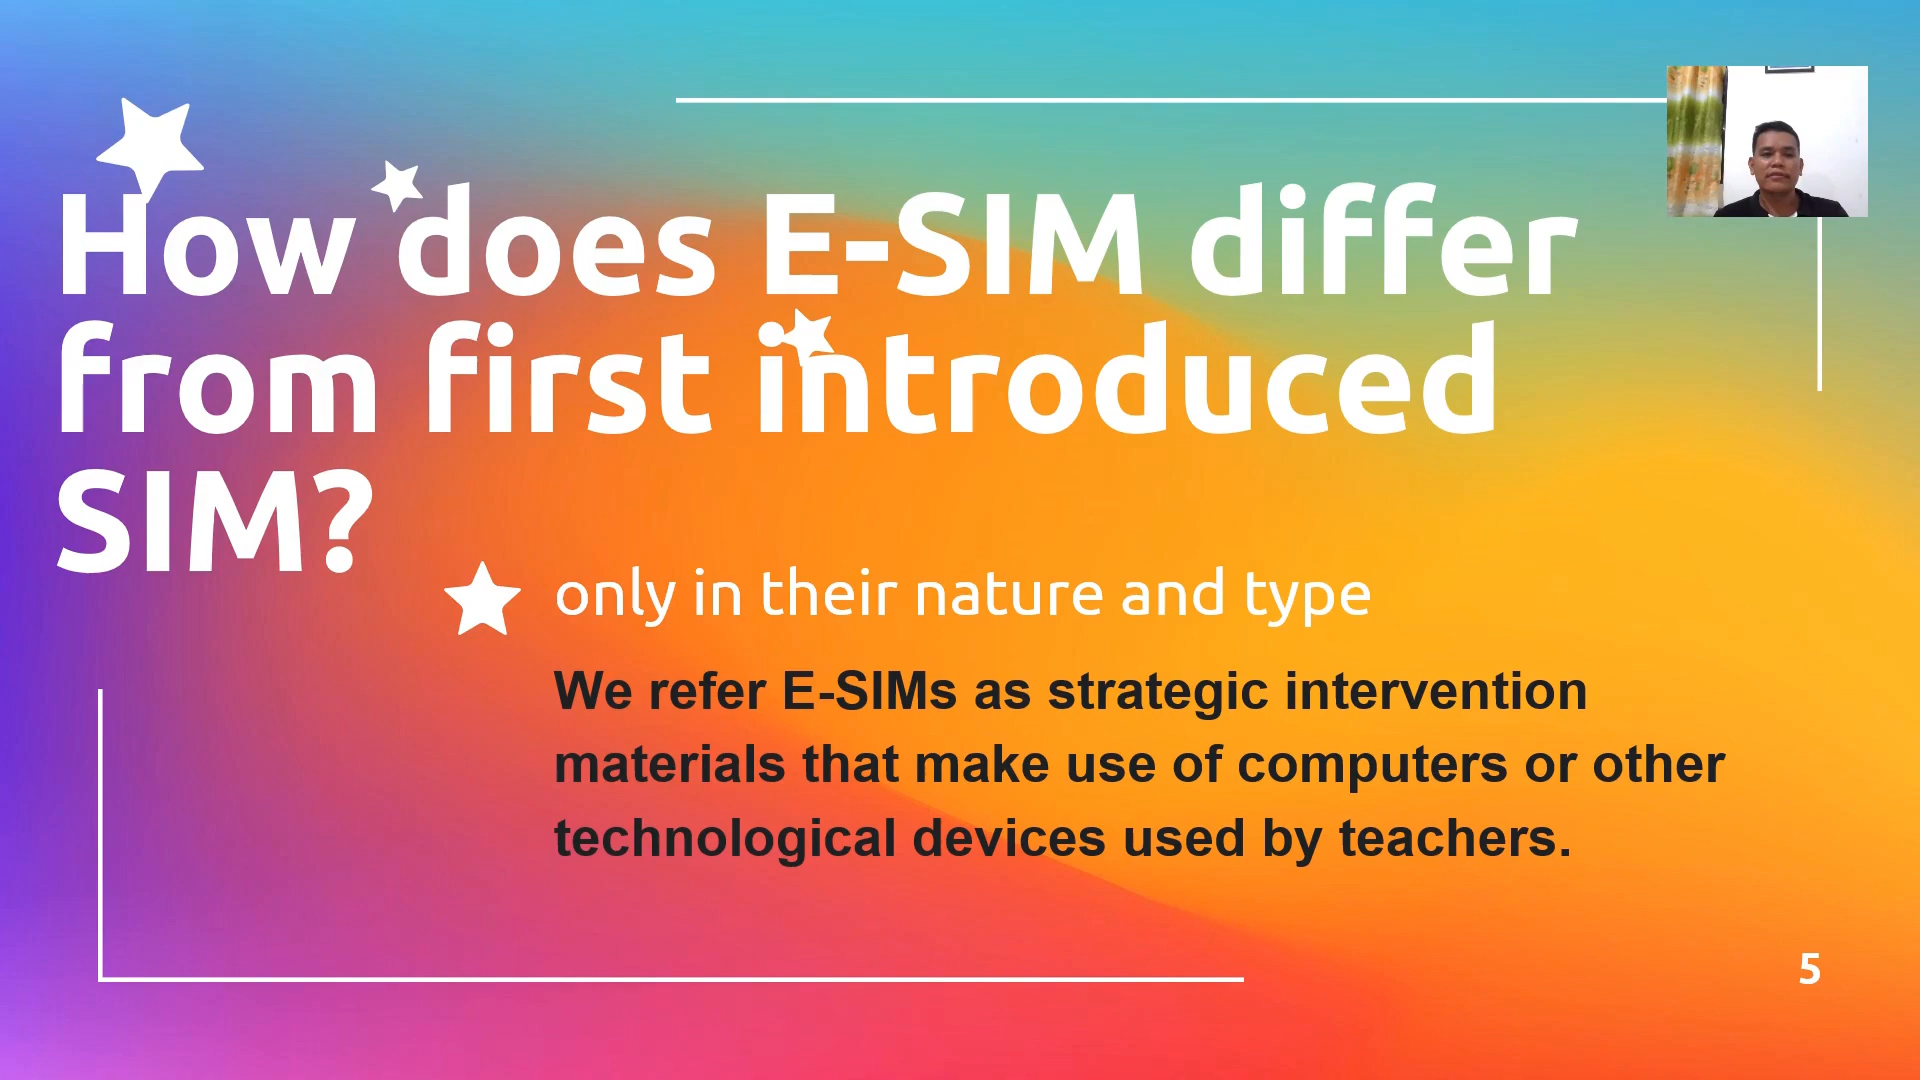 How does E-SIM differ
from first introduced
SIM?
only in their nature and type
We refer E-SIMs as strategic intervention
materials that make use of computers or other
technological devices used by teachers.
5